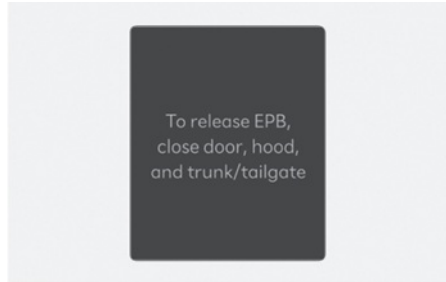 To release EPB,
close door, hood,
and trunk/tailgate